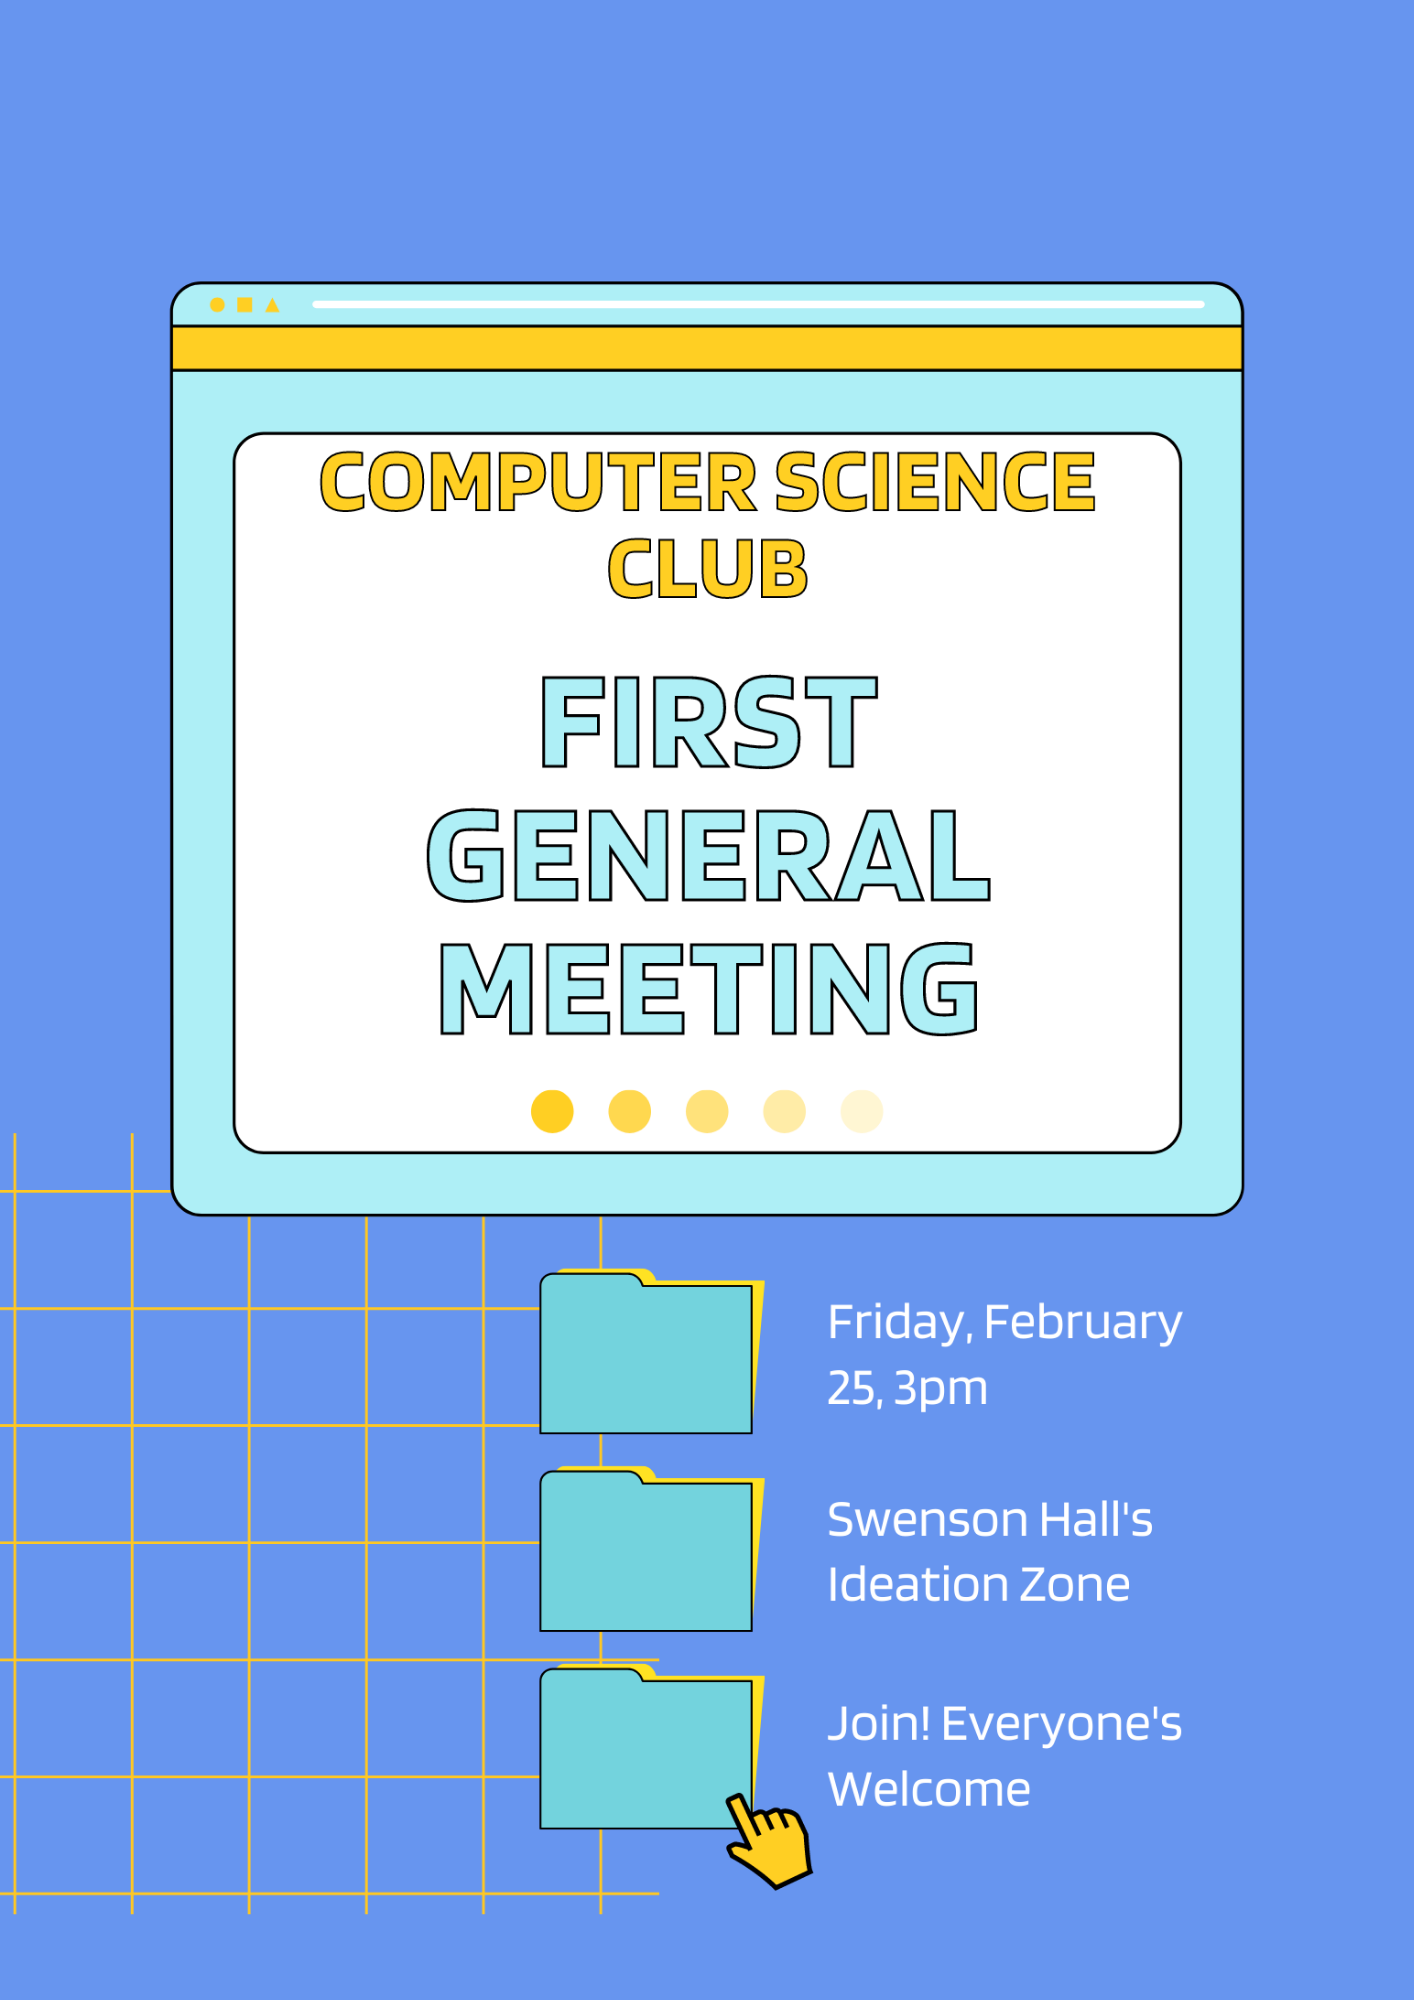 COMPUTER SCIENCE
CLUB
FIRST
GENERAL
MEETING
Friday, February
25, 3pm
Swenson Hall's
Ideation Zone
Join! Everyone's
Welcome